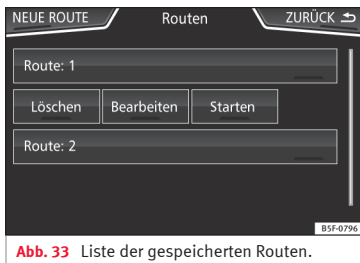 NEUE ROUTE Routen ZURÜCK
Route: 1
Löschen Bearbeiten Starten
Route: 2
B5F-0796
Abb. 33 Liste der gespeicherten Routen.